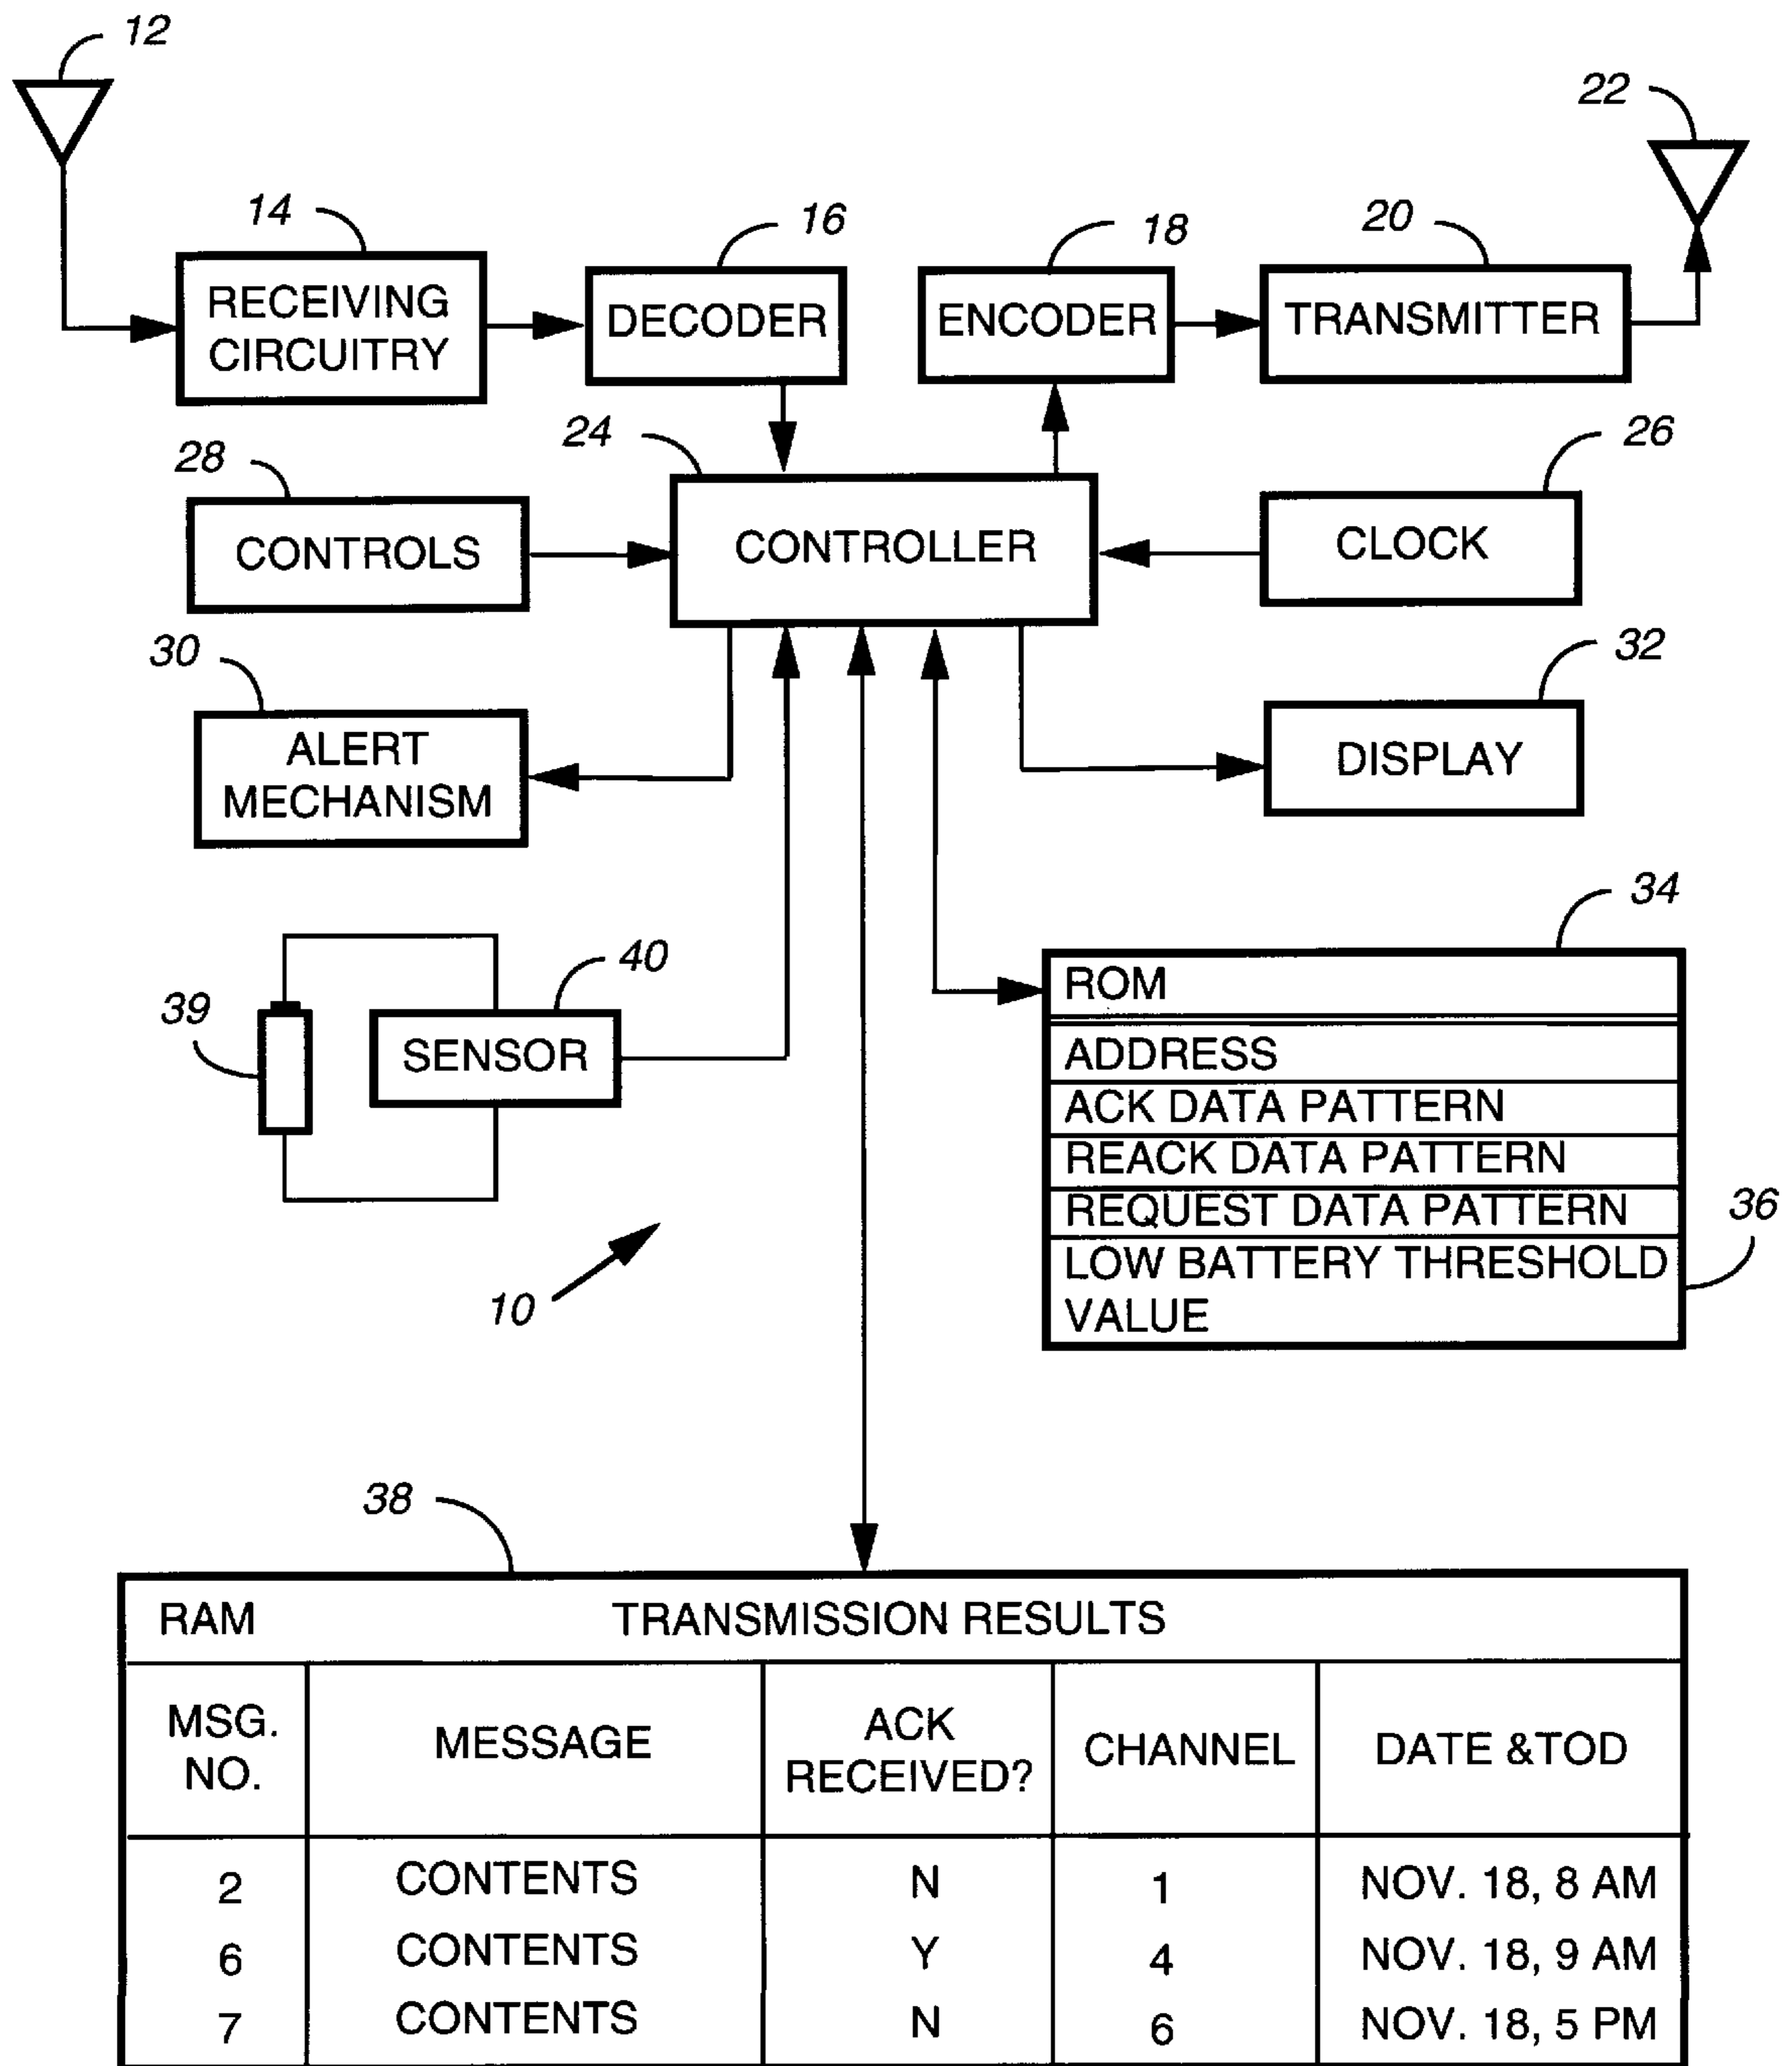 12
22
14
16
18
20
RECEIVING
CIRCUITRY
DECODER
ENCODER
TRANSMITTER
24
26
28
CONTROLS
CONTROLLER
CLOCK
30
32
ALERT
MECHANISM
DISPLAY
34
40
39
SENSOR
ROM
ADDRESS
ACK DATA PATTERN
REACK DATA PATTERN
REQUEST DATA PATTERN
36
LOW BATTERY THRESHOLD
VALUE
10
38
RAM TRANSMISSION RESULTS
MSG. NO. MESSAGE ACK RECEIVED? CHANNEL DATE &TOD
2 CONTENTS N 1 NOV. 18, 8 AM
6 CONTENTS Y 4 NOV. 18, 9 AM
7 CONTENTS N 6 NOV. 18, 5 PM